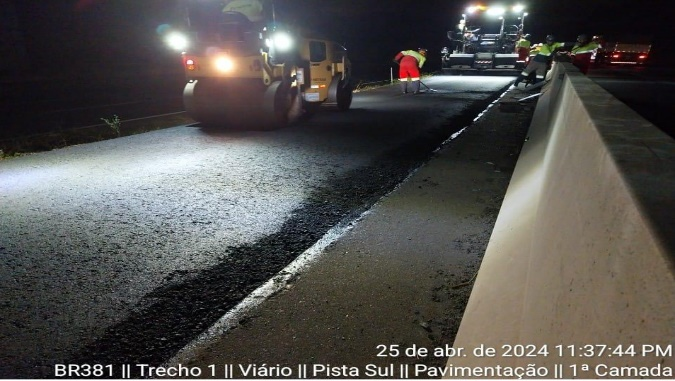 25 de abr. de 2024 11:37:44 PM
BR381 || Trecho 1 || Viário || Pista Sul || Pavimentação || 1ª Camada